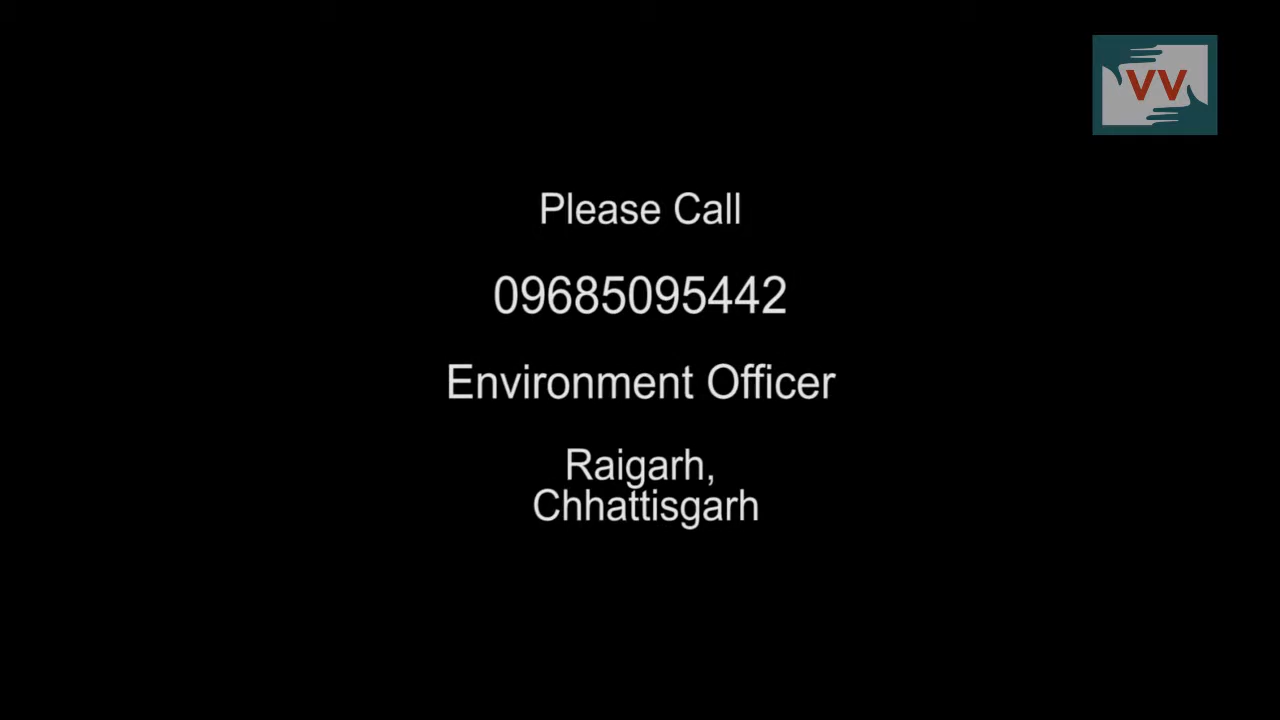 VV
Please Call
09685095442
Environment Officer
Raigarh,
Chhattisgarh